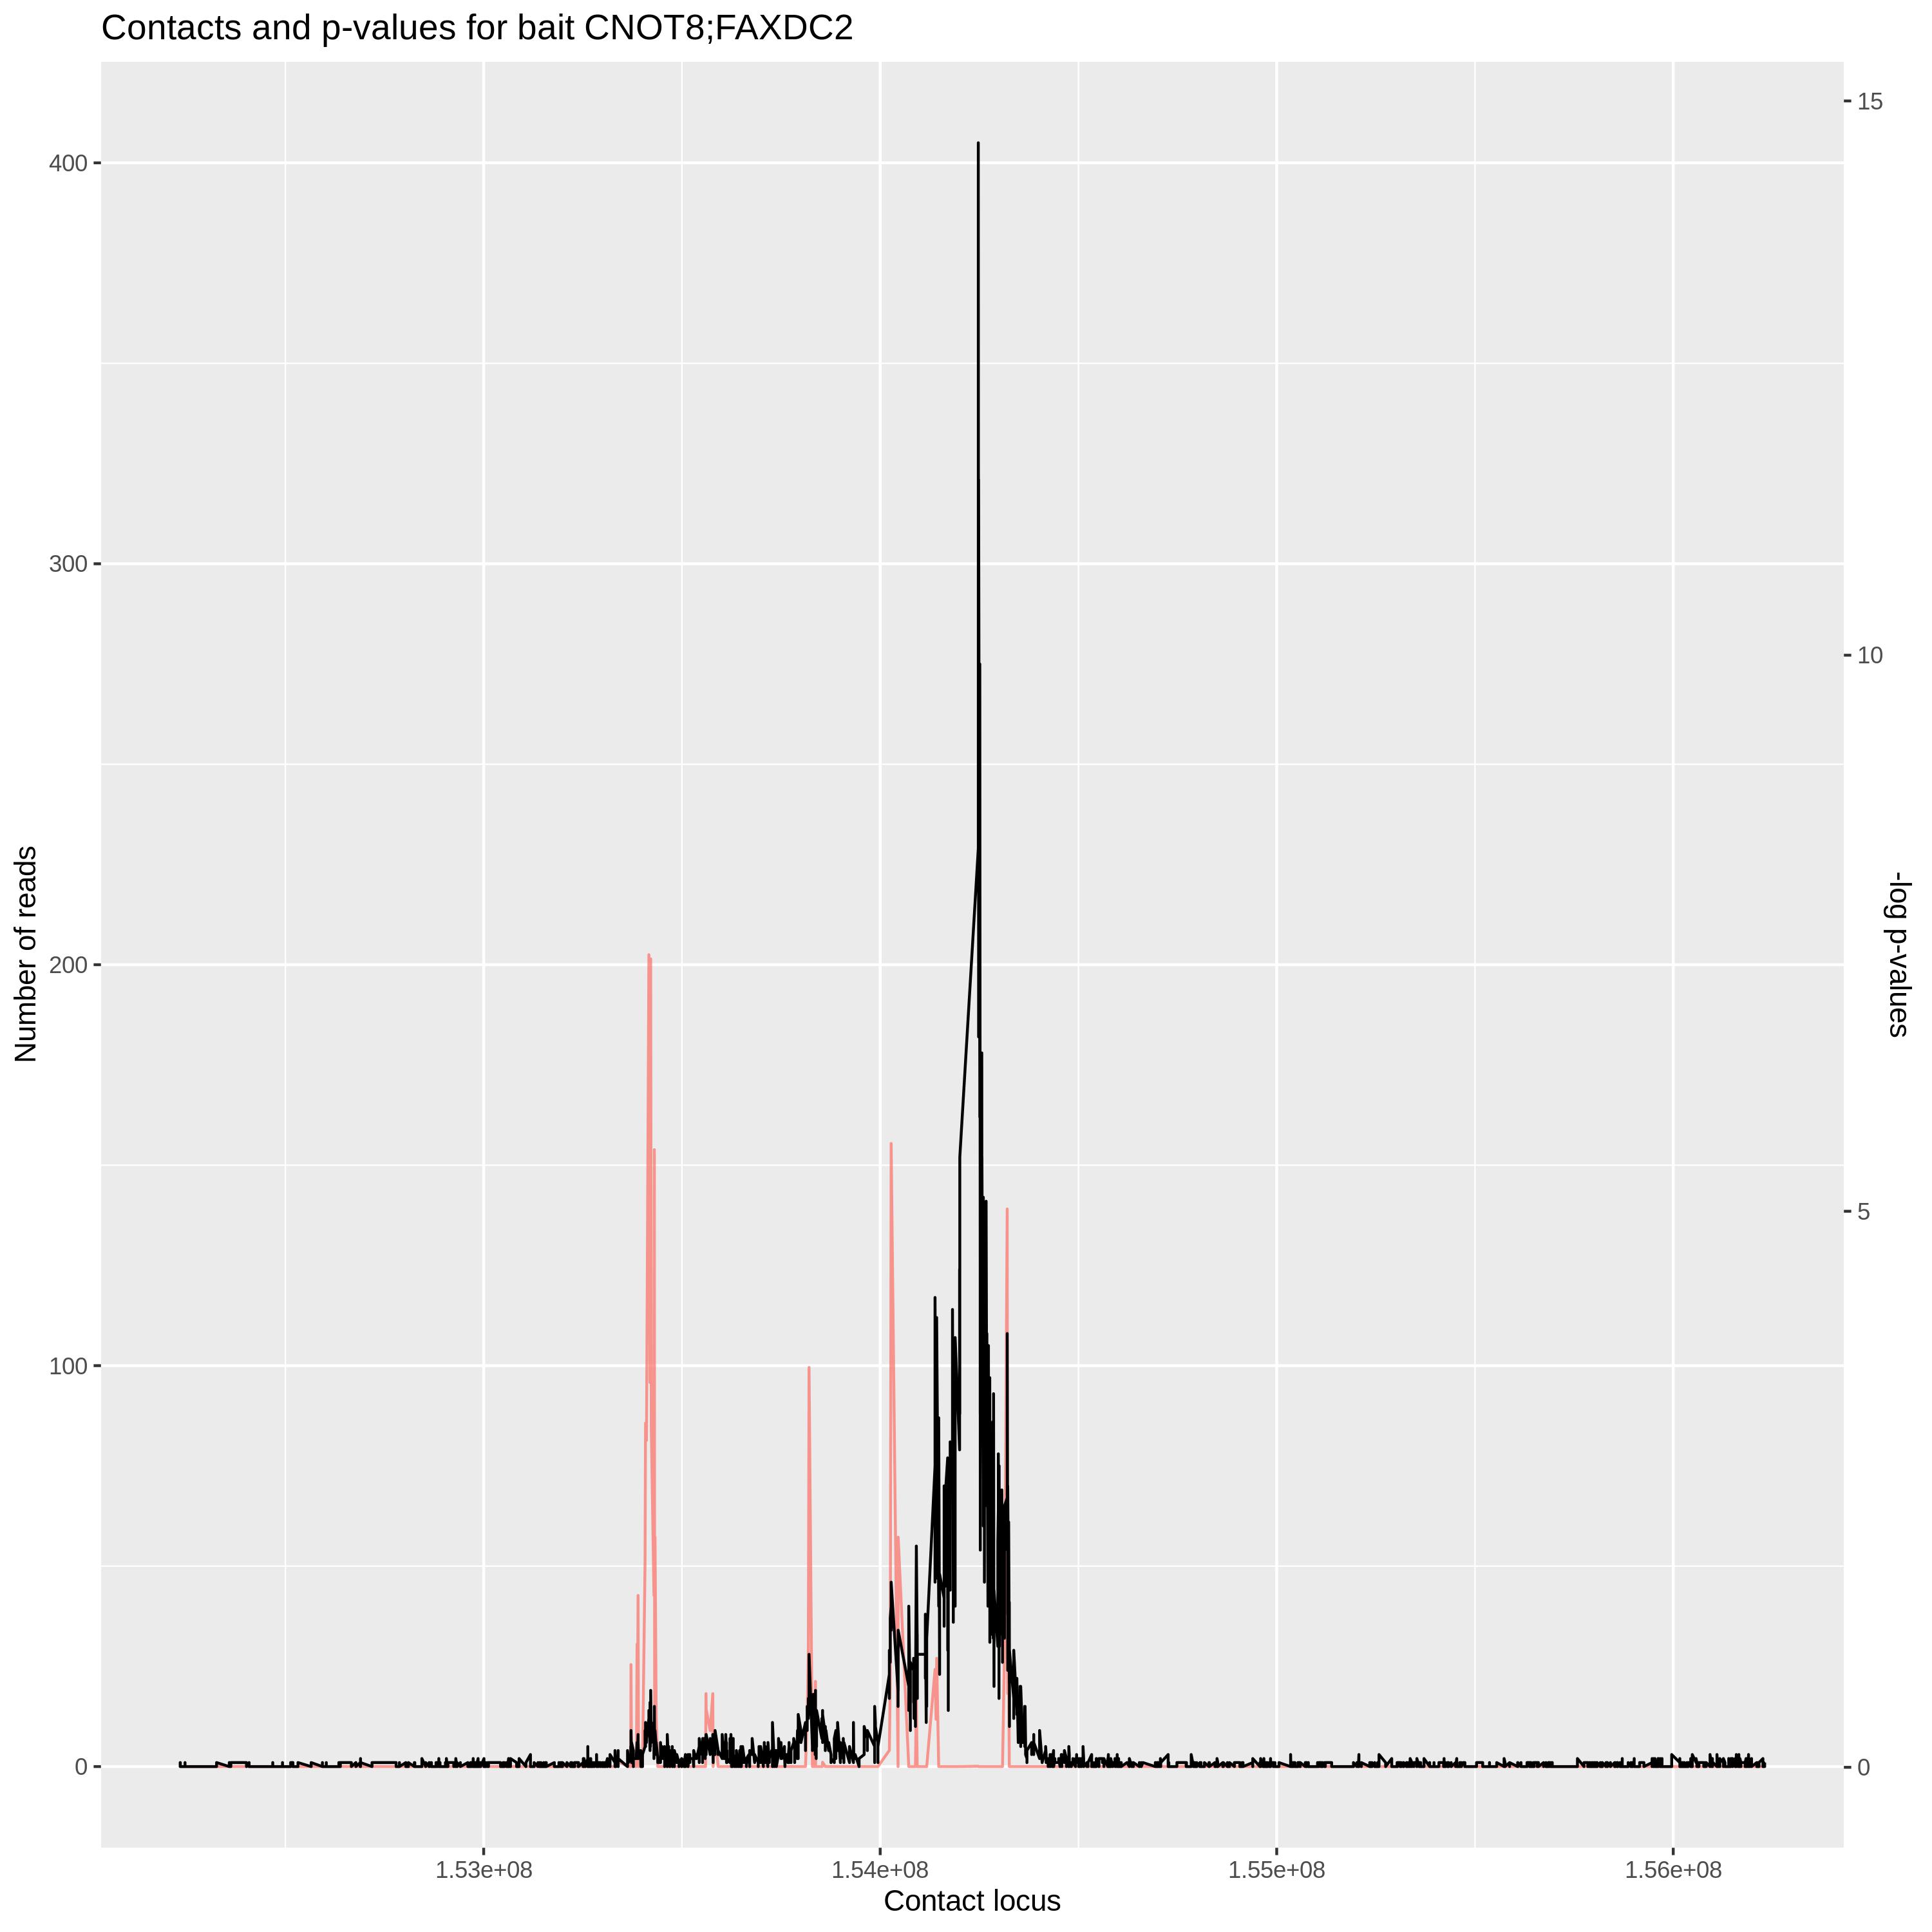 Contacts and p-values for bait CNOT8;FAXDC2
400
300
200
100
0
Number of reads
15
10
5
0
-log p-values
1.53e+08 1.54e+08 1.55e+08 1.56e+08
Contact locus